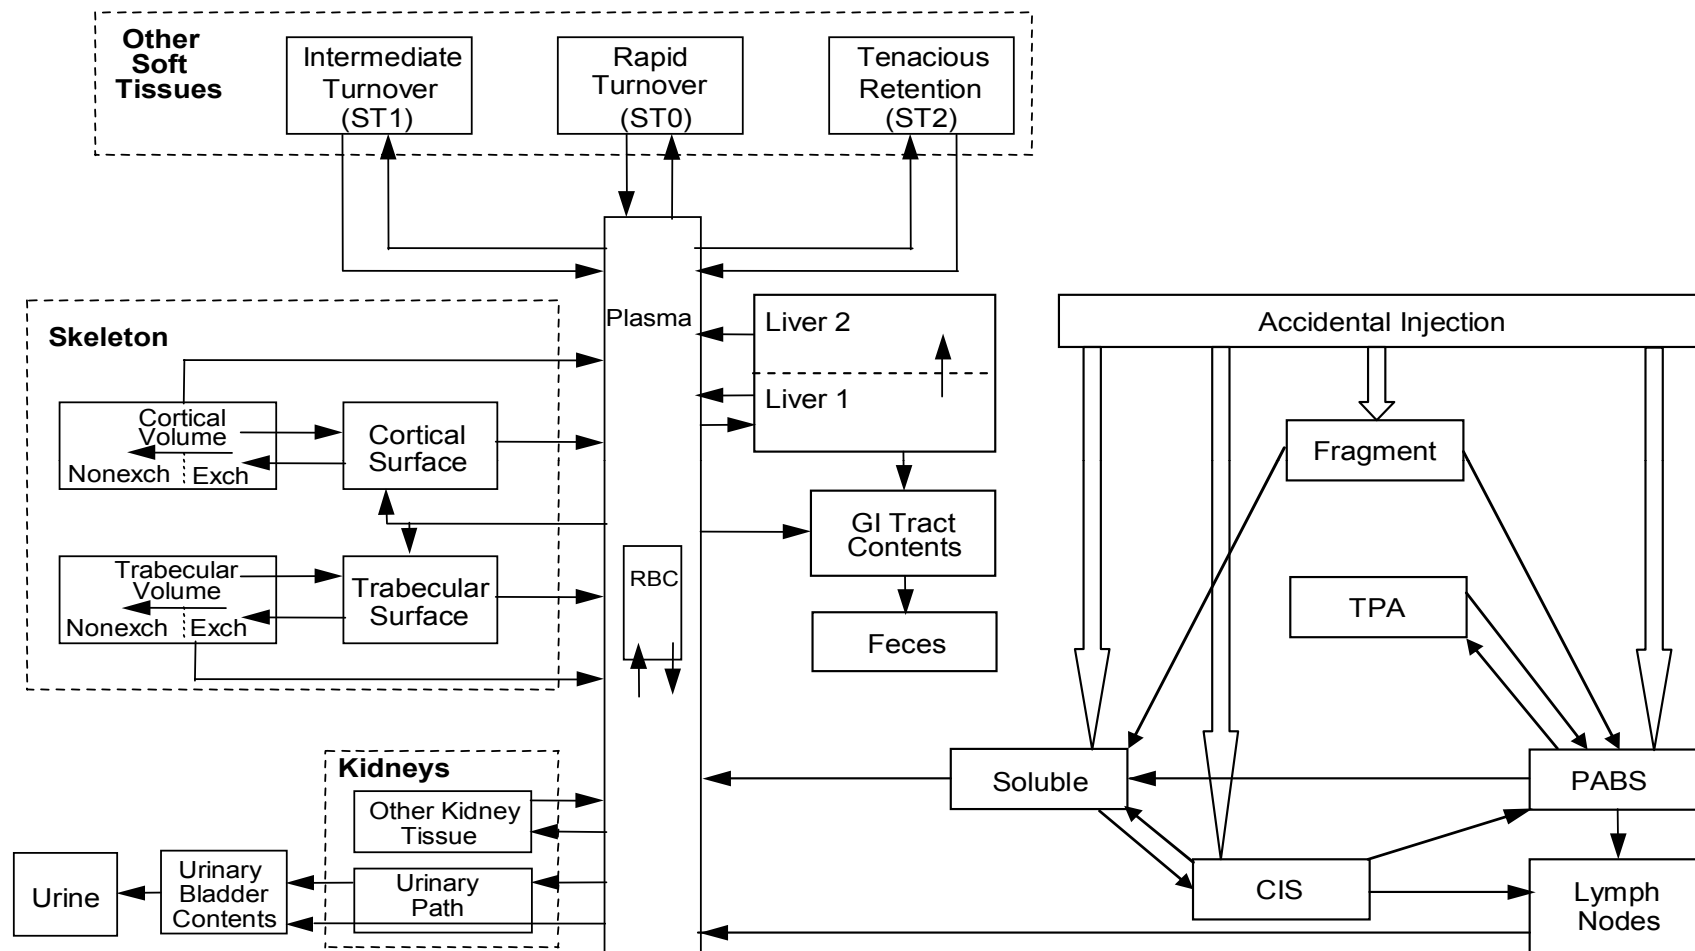 Other
Soft
Tissues
Intermediate
Turnover
(ST1)
Rapid
Turnover
(ST0)
Tenacious
Retention
(ST2)
Skeleton
Cortical
Volume
Nonexch
Exch
Cortical
Surface
Trabecular
Volume
Nonexch
Exch
Trabecular
Surface
Kidneys
Other Kidney
Tissue
Urinary
Path
Urinary
Bladder
Contents
Urine
Plasma
RBC
Liver 2
Liver 1
GI Tract
Contents
Feces
Accidental Injection
Fragment
TPA
Soluble
PABS
CIS
Lymph
Nodes